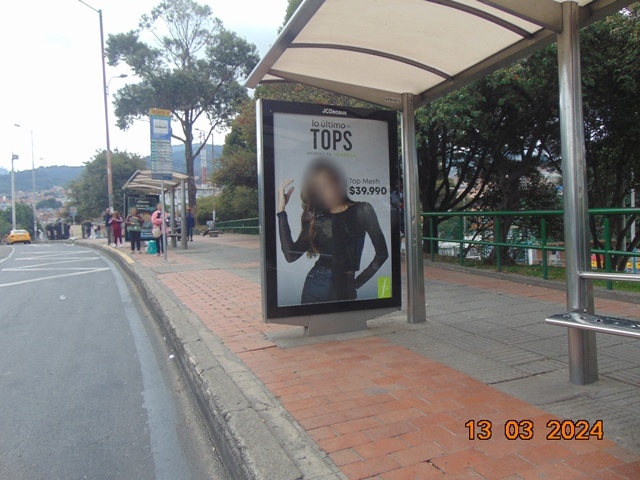 JCDecaux
lo último en
TOPS
Top Mesh
$39.990
f.
13 03 2024